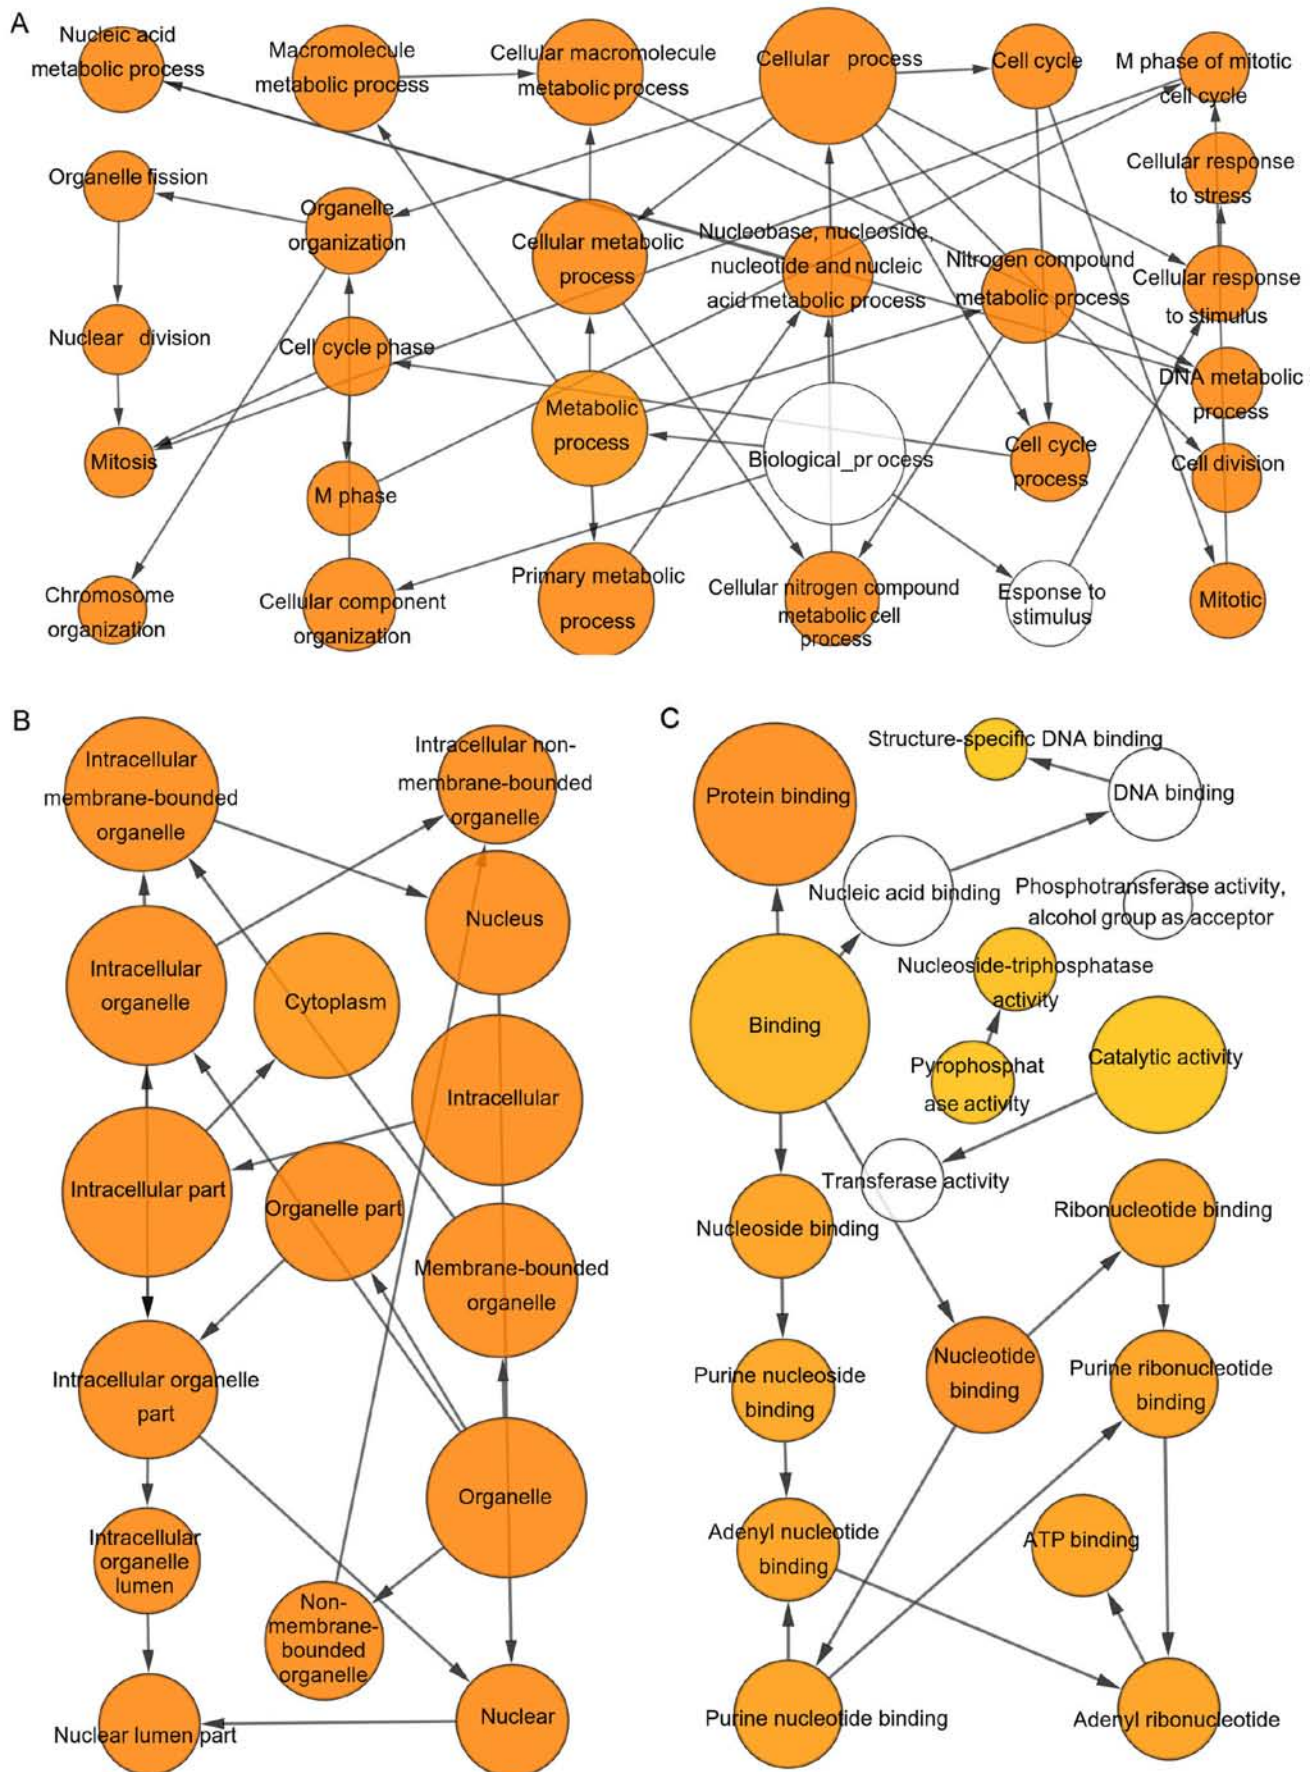 A
Nucleic acid
metabolic process
Macromolecule
metabolic process
Cellular macromolecule
metabolic process
Cellular process
Cell cycle
M phase of mitotic
cell cycle
Organelle fission
Organelle
organization
Cellular metabolic
process
Nucleobase, nucleoside,
nucleotide and nucleic
acid metabolic process
Nitrogen compound
metabolic process
Cellular response
to stress
Cellular response
to stimulus
Nuclear division
Cell cycle phase
Metabolic
process
Biological_pr ocess
Cell cycle
process
DNA metabolic
process
Cell division
Mitosis
M phase
Chromosome
organization
Cellular component
organization
Primary metabolic
process
Cellular nitrogen compound
metabolic cell
process
Esponse to
stimulus
Mitotic
B
Intracellular
membrane-bounded
organelle
Intracellular non-
membrane-bounded
organelle
Nucleus
Intracellular
organelle
Cytoplasm
Intracellular
Intracellular part
Organelle part
Membrane-bounded
organelle
Intracellular organelle
part
Organelle
Intracellular
organelle
lumen
Non-
membrane-
bounded
organelle
Nuclear lumen part
Nuclear
C
Structure-specific DNA binding
Protein binding
DNA binding
Nucleic acid binding
Phosphotransferase activity,
alcohol group as acceptor
Nucleoside-triphosphatase
activity
Binding
Pyrophosphat
ase activity
Catalytic activity
Transferase activity
Nucleoside binding
Ribonucleotide binding
Purine nucleoside
binding
Nucleotide
binding
Purine ribonucleotide
binding
Adenyl nucleotide
binding
ATP binding
Purine nucleotide binding
Adenyl ribonucleotide